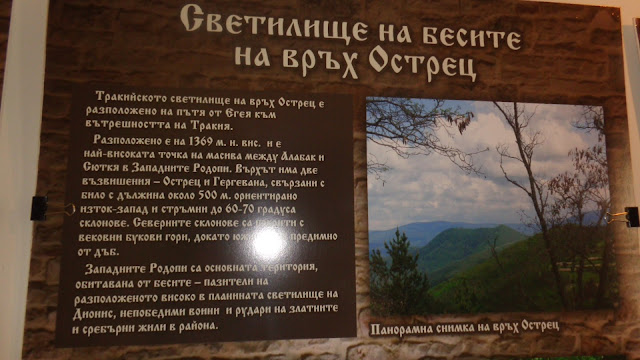 Светилище на бесите
на връх Острец
Тракийското светилище на връх Острец е
разположено на пътя от Егея към
вътрешността на Тракия.
Разположено е на 1369 м. н. вис. и е
най-високата точка на масива между Алабак и
Сюткя в Западните Родопи. Върхът има две
възвишения – Острец и Гергевана, свързани с
било с дължина около 500 м. ориентирано
изток-запад и стръмни до 60-70 градуса
склонове. Северните склонове са покрити с
вековни букови гори, докато предимно
от дъб.
Западните Родопи са основната територия,
обитавана от бесите – пазители на
разположеното високо в планината светилище на
Дионис, непобедими воини и рудари на златните
и сребърни жили в района.
Панорамна снимка на връх Острец